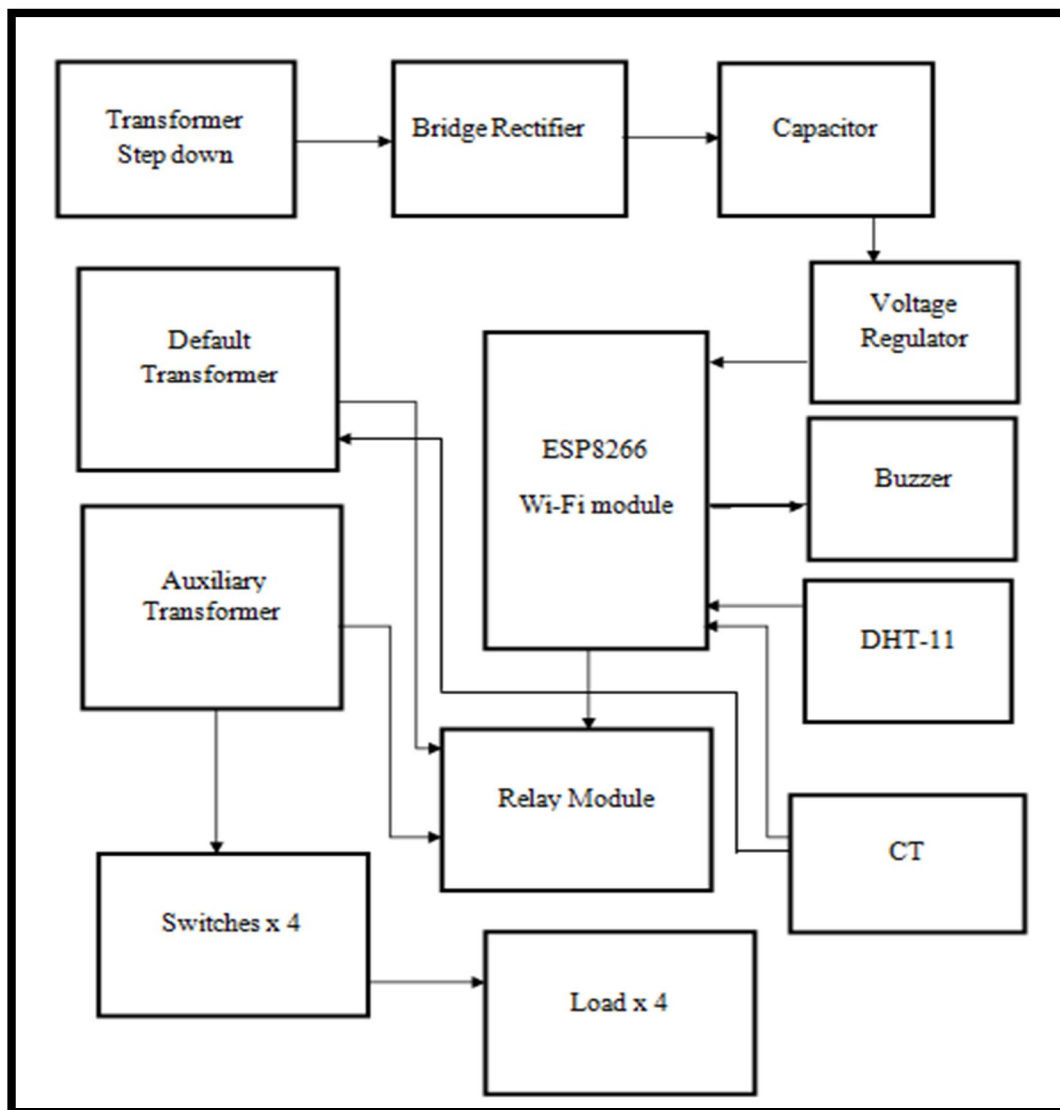 Transformer
Step down
Bridge Rectifier
Capacitor
Default
Transformer
Voltage
Regulator
ESP8266
Wi-Fi module
Buzzer
Auxiliary
Transformer
DHT-11
Relay Module
CT
Switches x 4
Load x 4